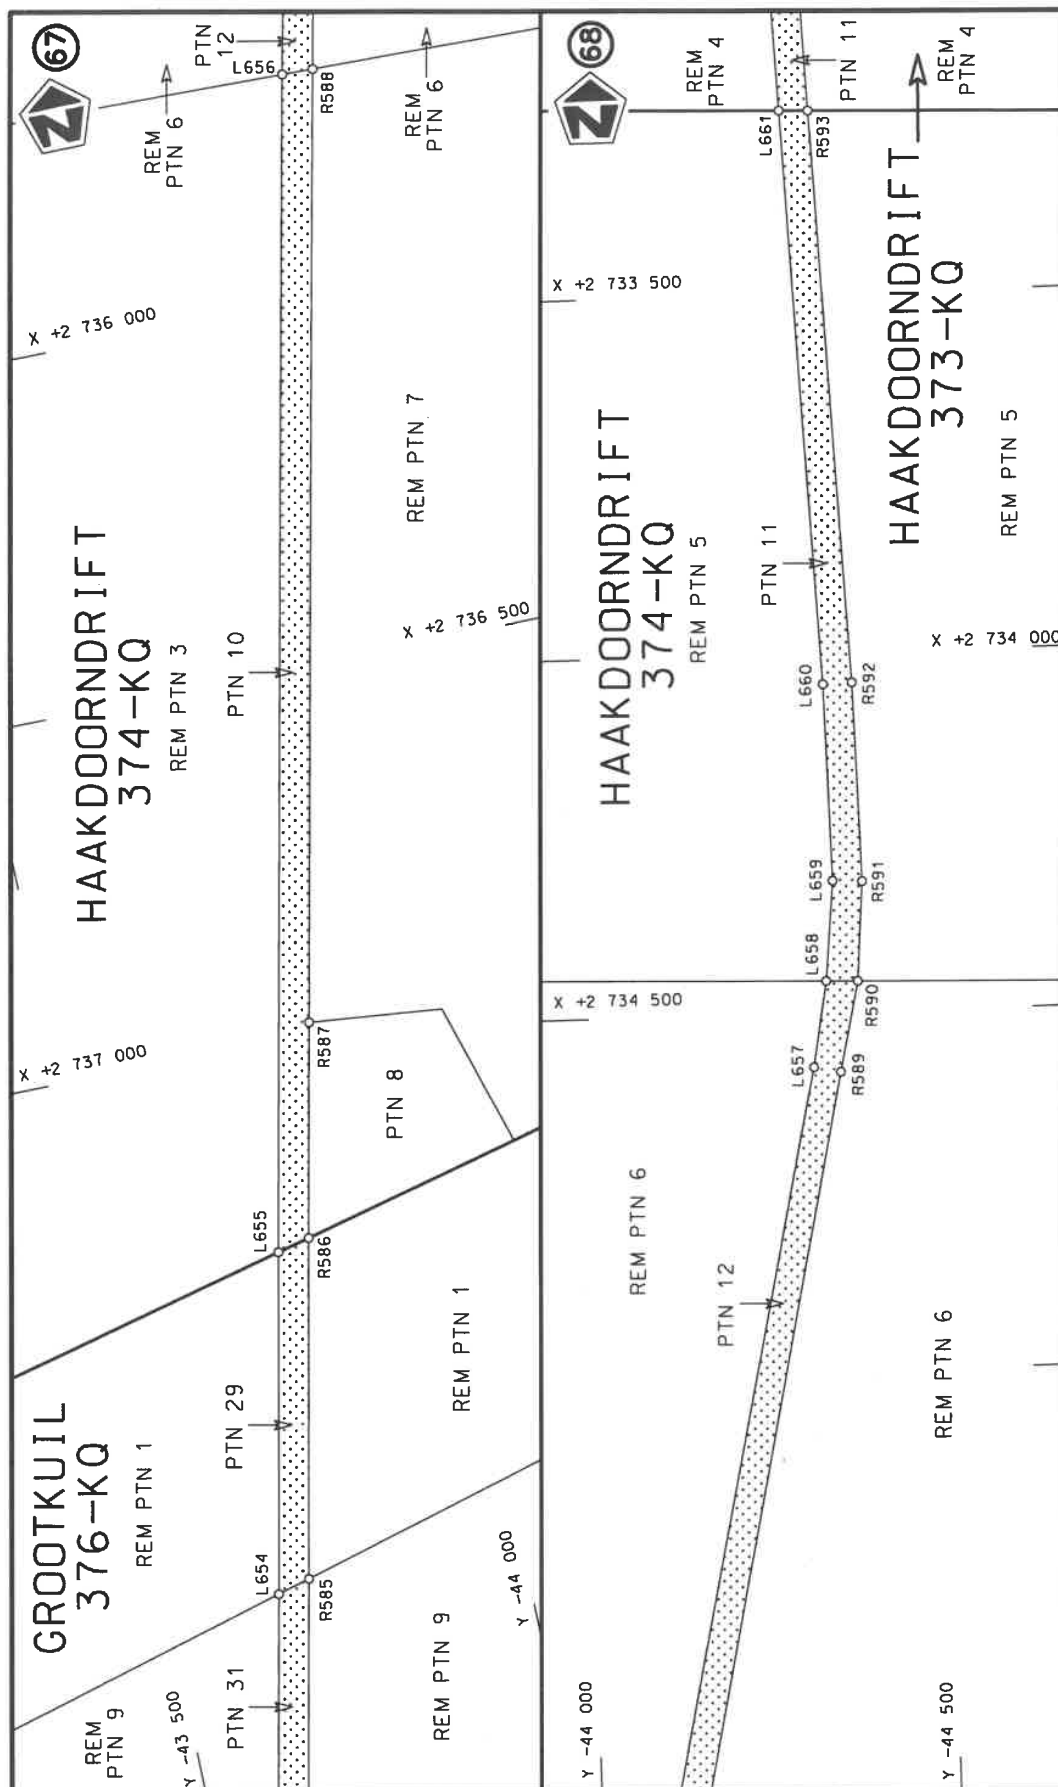 67
N
PTN
12
L656
R588
REM
PTN 6
REM
PTN 6
X +2 736 000
REM PTN 7
HAAKDOORNDRIFT
374-KQ
REM PTN 3
PTN 10
X +2 736 500
X +2 737 000
R587
PTN 8
L655
R586
GROOTKUIL
376-KQ
REM PTN 1
PTN 29
REM PTN 1
L654
R585
Y -44 000
REM
PTN 9
Y -43 500
PTN 31
REM PTN 9
68
N
REM
PTN 4
PTN 11
REM
PTN 4
L661
R593
X +2 733 500
HAAKDOORNDRIFT
373-KQ
REM PTN 5
HAAKDOORNDRIFT
374-KQ
REM PTN 5
PTN 11
X +2 734 000
L660
R592
L659
R591
L658
R590
X +2 734 500
L657
R589
REM PTN 6
PTN 12
REM PTN 6
Y -44 000
Y -44 500